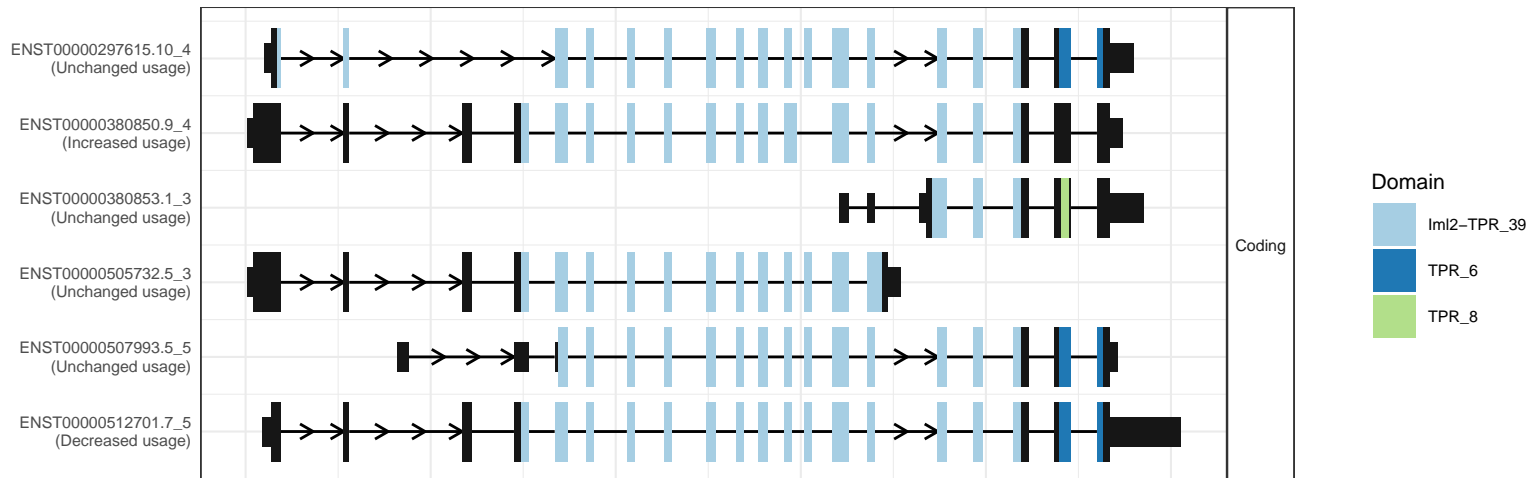 ENST00000297615.10_4
(Unchanged usage)
ENST00000380850.9_4
(Increased usage)
ENST00000380853.1_3
(Unchanged usage)
ENST00000505732.5_3
(Unchanged usage)
ENST00000507993.5_5
(Unchanged usage)
ENST00000512701.7_5
(Decreased usage)
Coding
Domain
Iml2−TPR_39
TPR_6
TPR_8